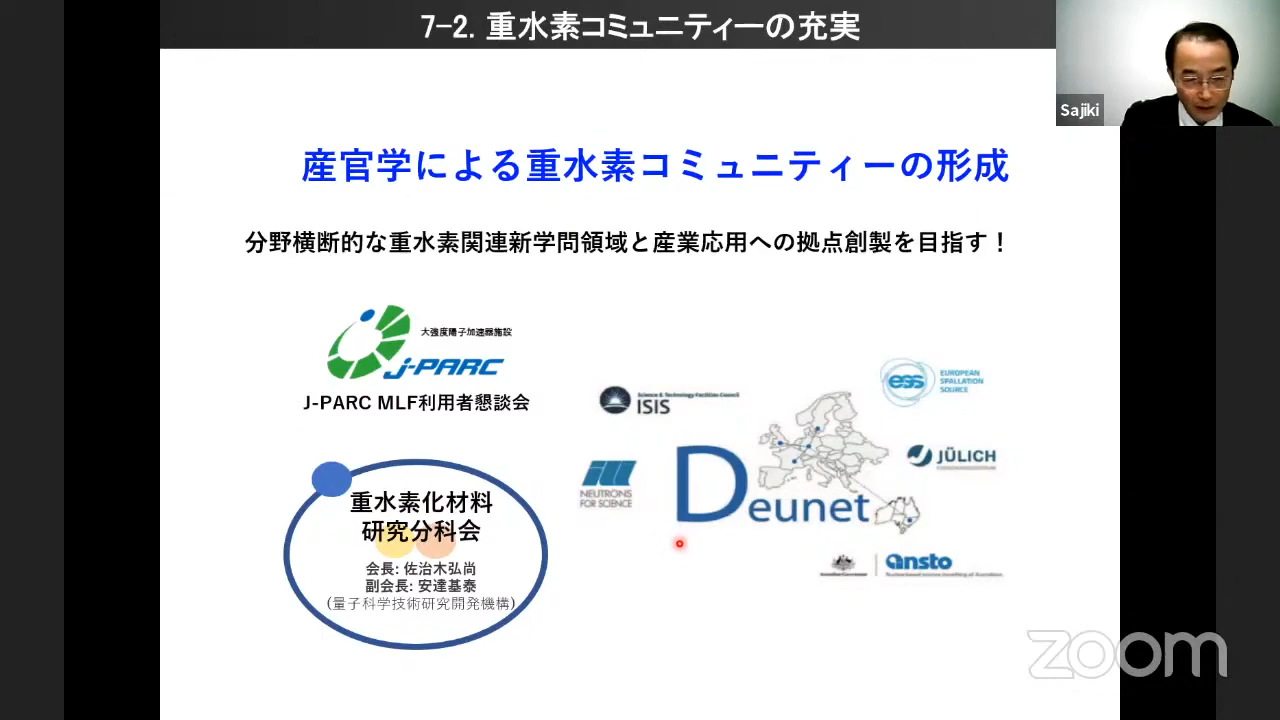 7-2. 重水素コミュニティーの充実
Sajiki
産官学による重水素コミュニティーの形成
分野横断的な重水素関連新学問領域と産業応用への拠点創製を目指す！
大強度陽子加速器施設
J-PARC
J-PARC MLF利用者懇談会
Science & Technology Facilities Council
ISIS
ess
EUROPEAN
SPALLATION
SOURCE
JÜLICH
FORSCHUNGSZENTRUM
NEUTRONS
FOR SCIENCE
Deunet
重水素化材料
研究分科会
会長: 佐治木弘尚
副会長: 安達基泰
(量子科学技術研究開発機構)
Australian Government
ansto
zoom